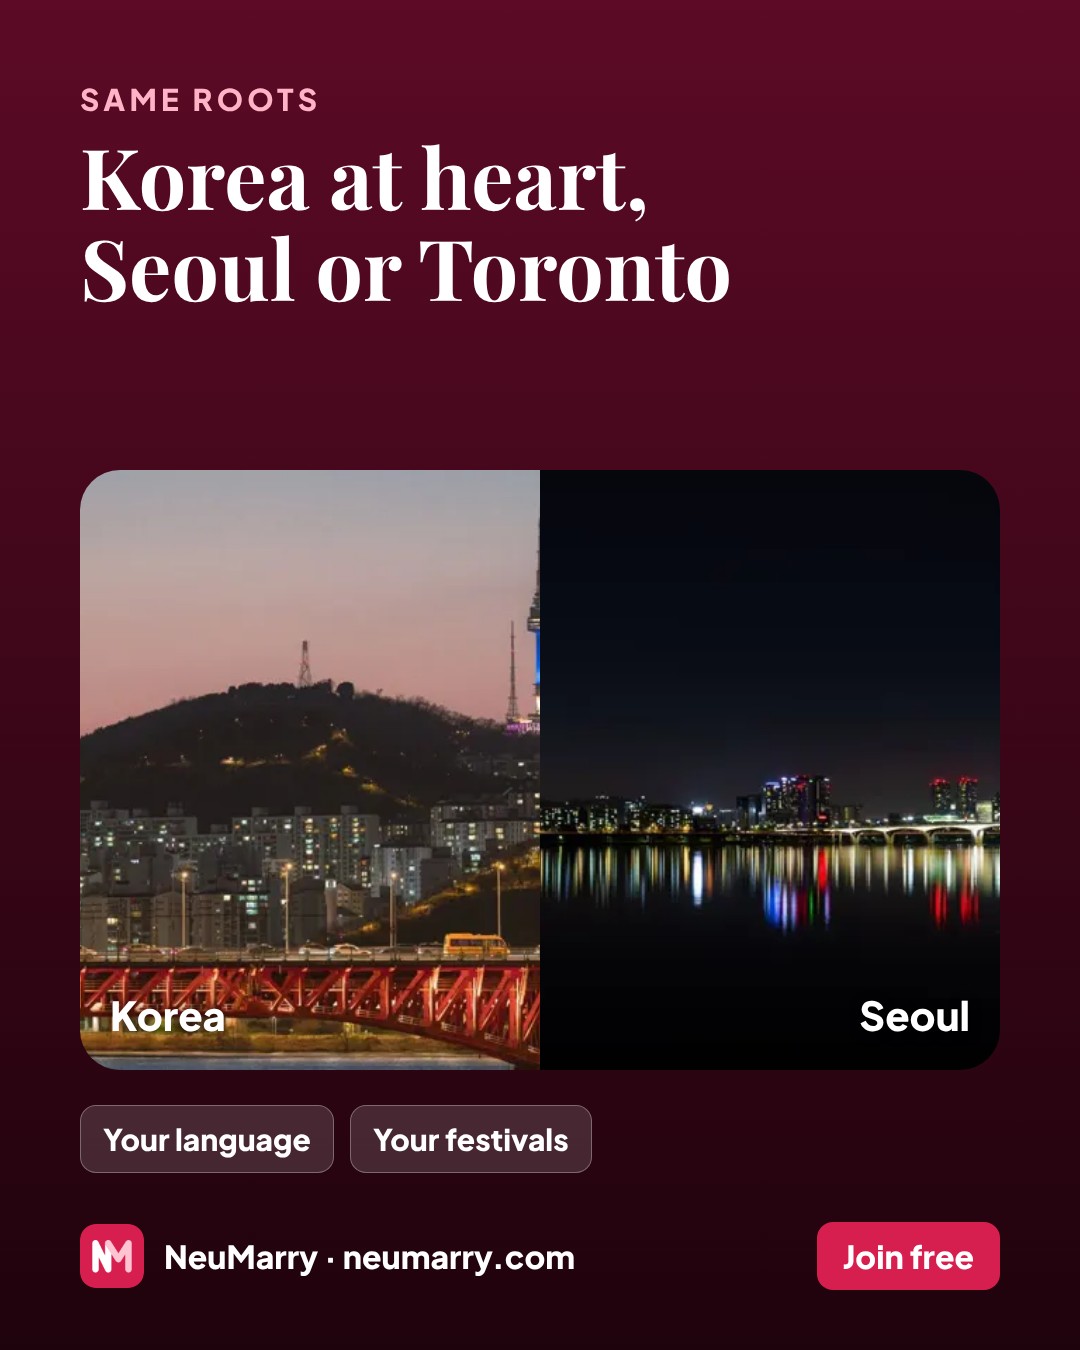 SAME ROOTS
Korea at heart,
Seoul or Toronto
Korea
Seoul
Your language
Your festivals
NM
NeuMarry · neumarry.com
Join free